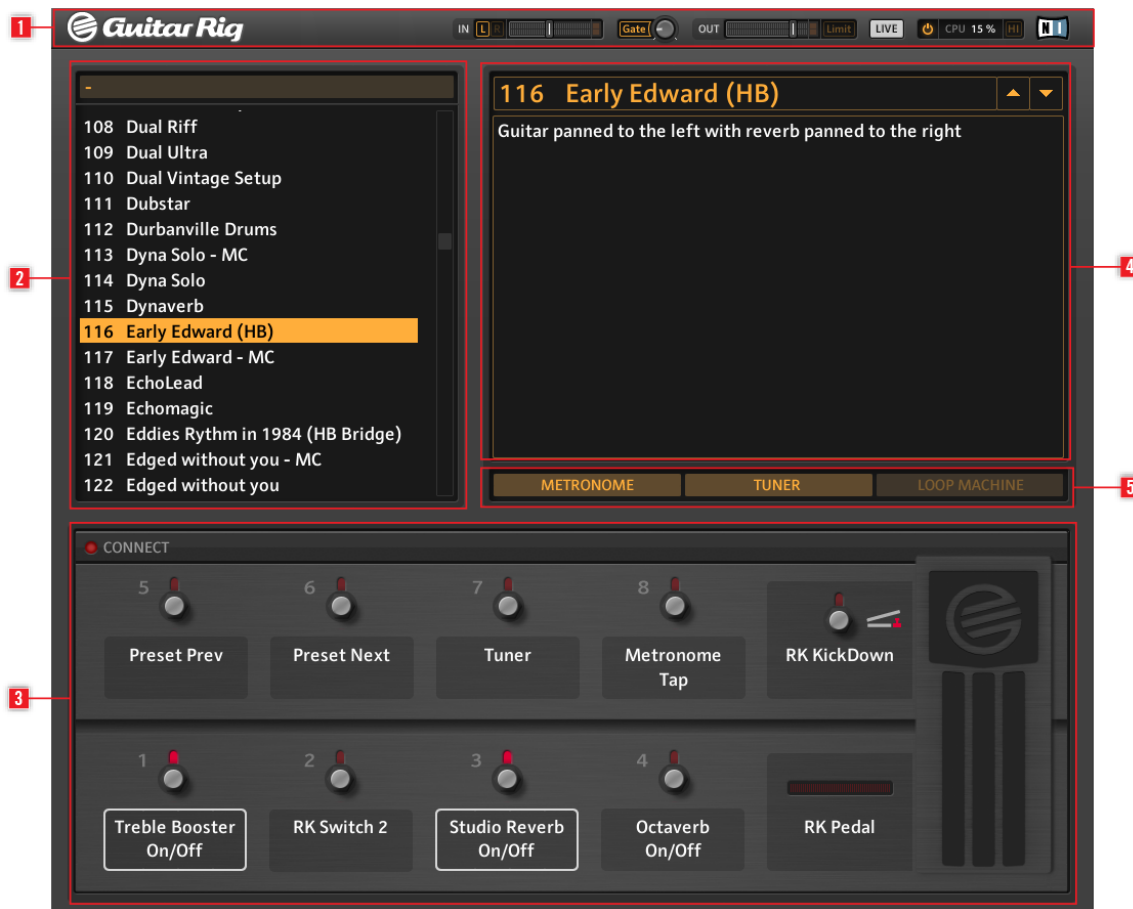 1
Guitar Rig
IN L R Gate OUT Limit LIVE CPU 15 % HI N I
2
-
108 Dual Riff
109 Dual Ultra
110 Dual Vintage Setup
111 Dubstar
112 Durbanville Drums
113 Dyna Solo - MC
114 Dyna Solo
115 Dynaverb
116 Early Edward (HB)
117 Early Edward - MC
118 EchoLead
119 Echomagic
120 Eddies Rythm in 1984 (HB Bridge)
121 Edged without you - MC
122 Edged without you
116 Early Edward (HB)
Guitar panned to the left with reverb panned to the right
4
METRONOME TUNER LOOP MACHINE
5
3
CONNECT
5 6 7 8
Preset Prev
Preset Next
Tuner
Metronome
Tap
RK KickDown
1 2 3 4
Treble Booster
On/Off
RK Switch 2
Studio Reverb
On/Off
Octaverb
On/Off
RK Pedal